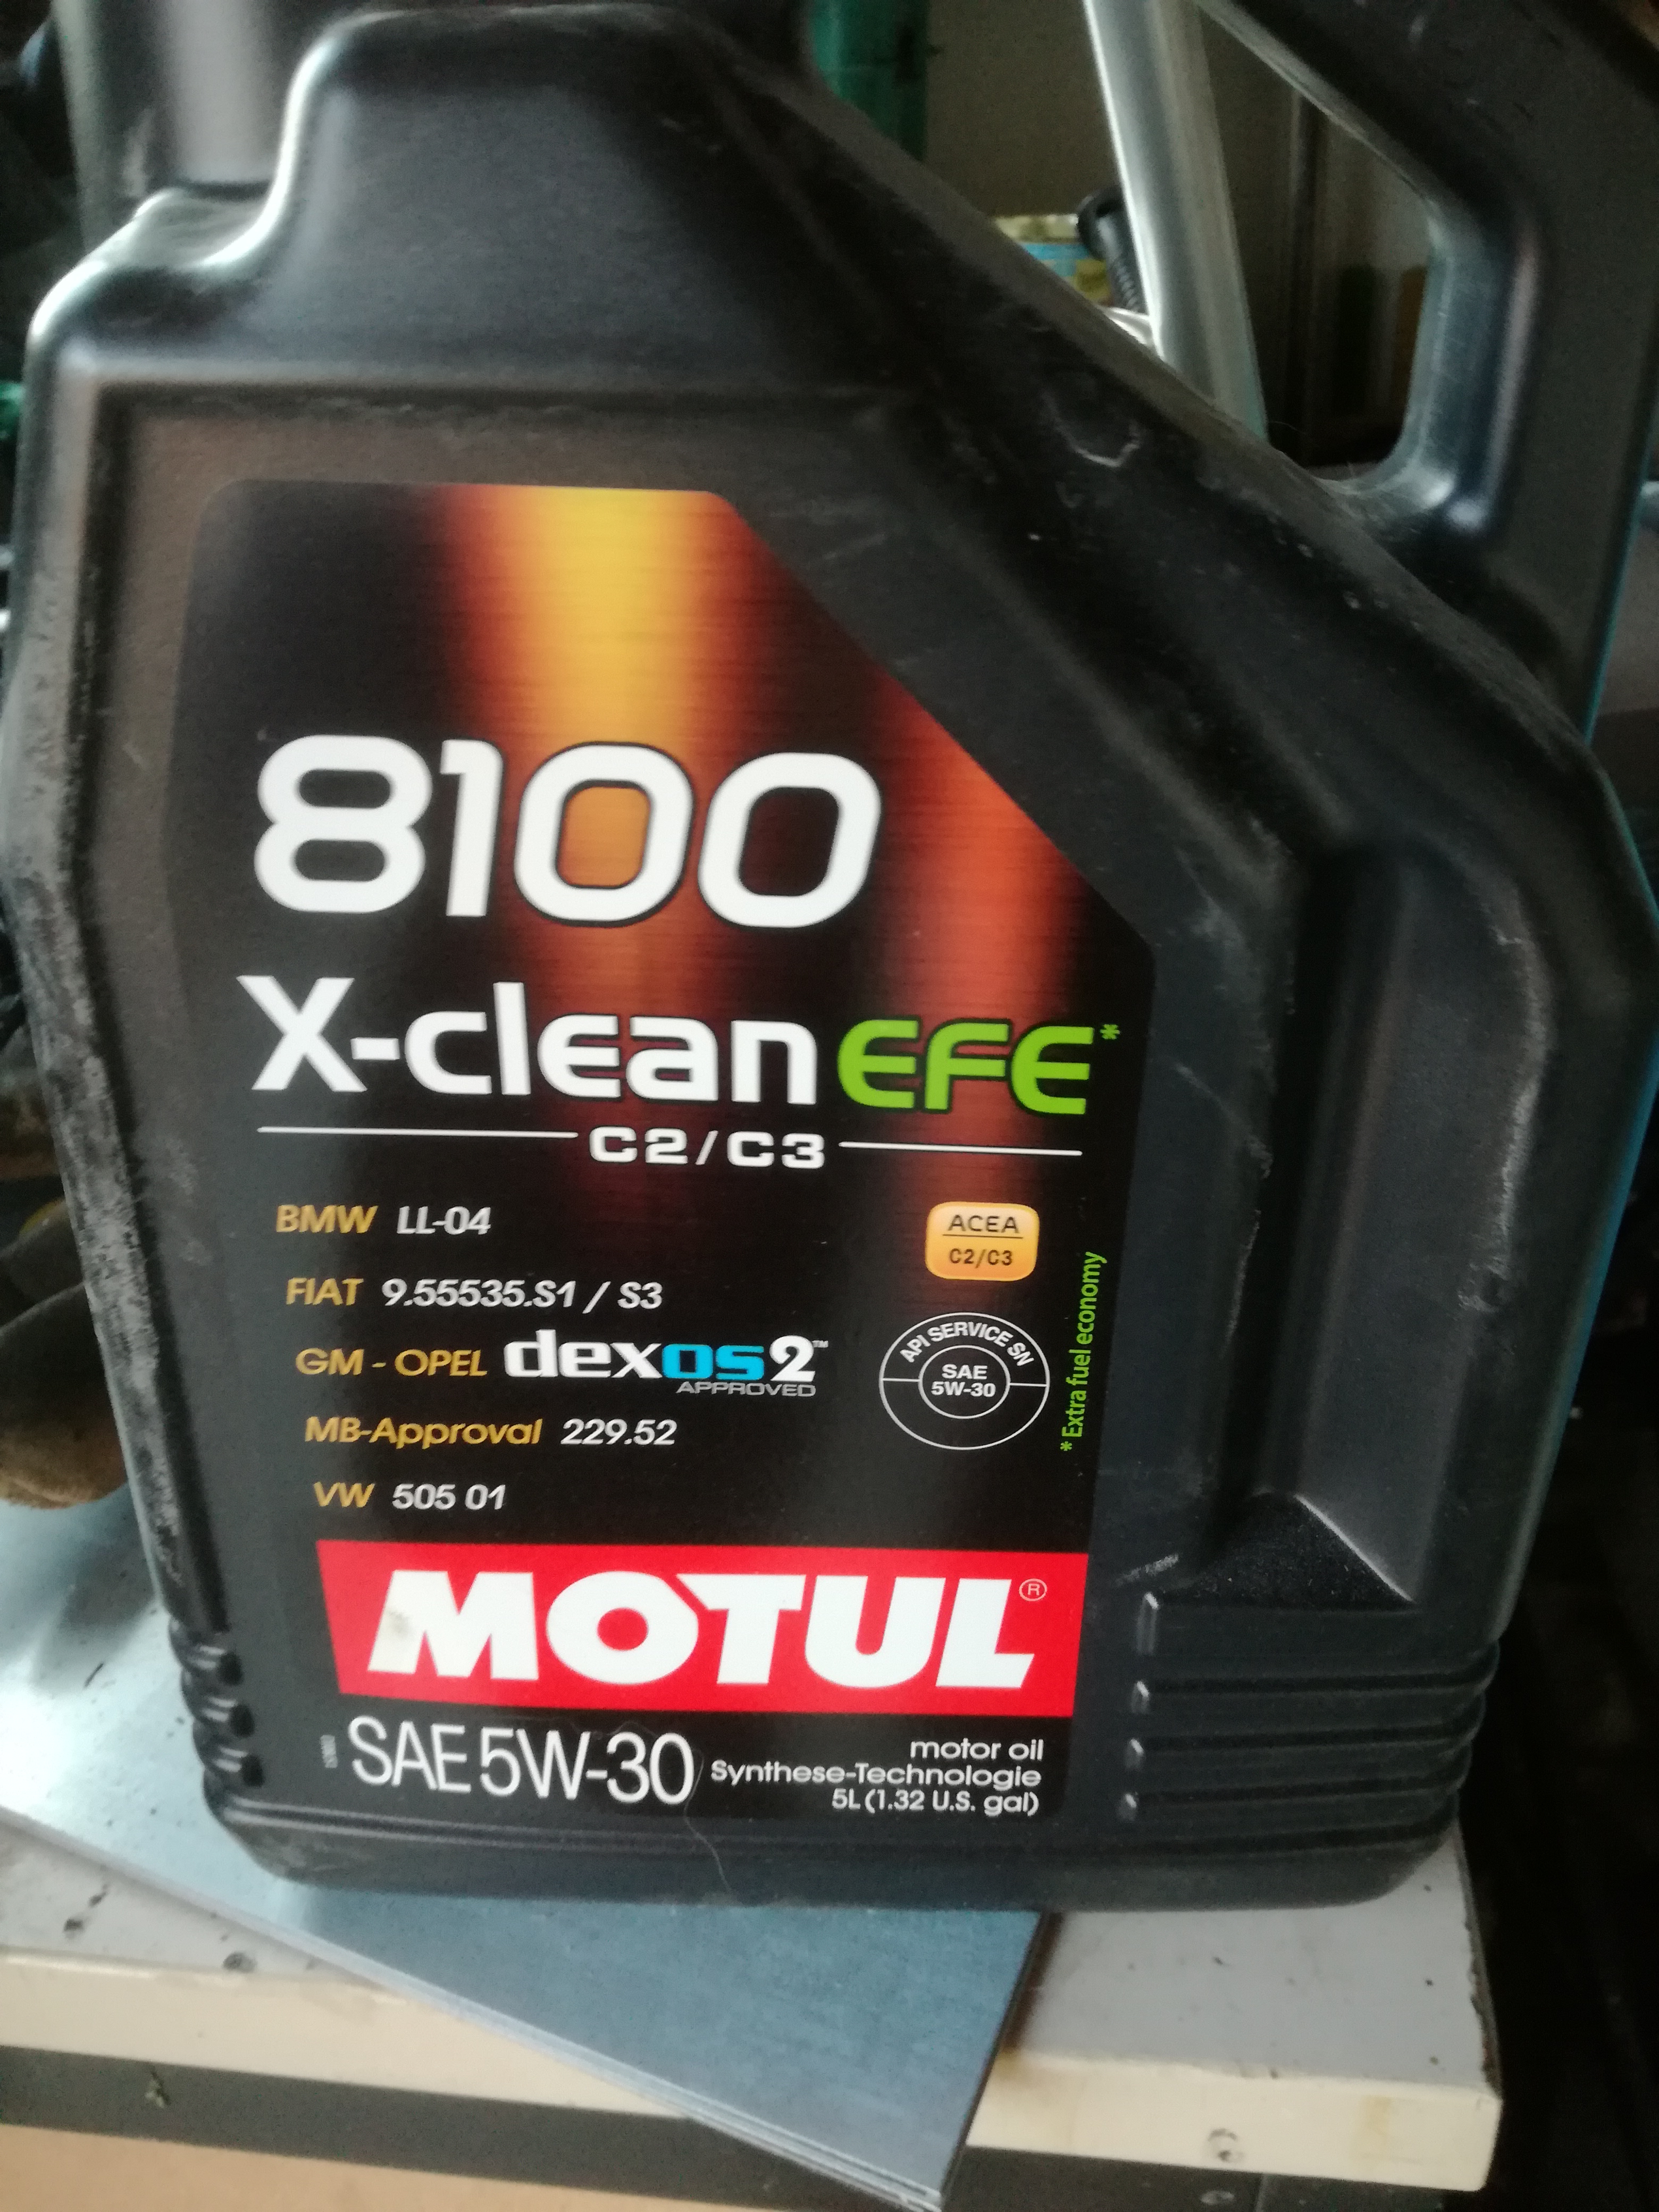 8100
X-clean EFE*
C2/C3
BMW LL-04
FIAT 9.55535.S1 / S3
GM - OPEL dexos2™
APPROVED
MB-Approval 229.52
VW 505 01
ACEA
C2/C3
API SERVICE SN
SAE
5W-30
* Extra fuel economy
MOTUL®
SAE 5W-30
motor oil
Synthese-Technologie
5L (1.32 U.S. gal)